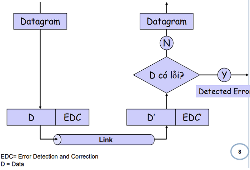 Datagram
Datagram
N
D có lỗi?
Y
Detected Erro
D
EDC
D'
EDC'
Link
EDC= Error Detection and Correction
D = Data
8